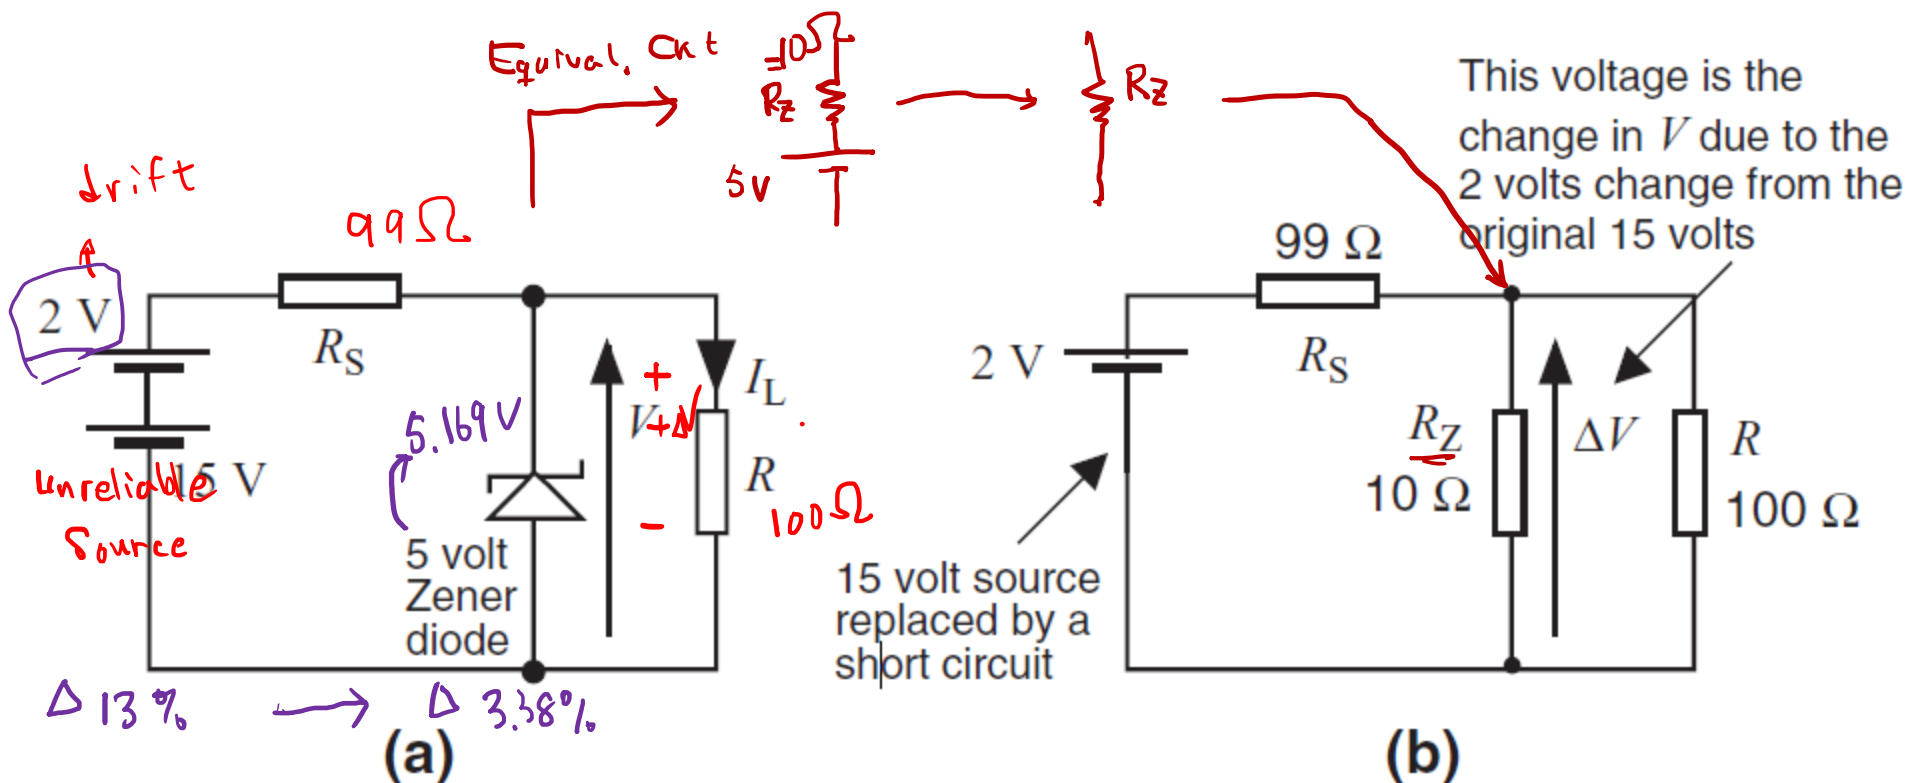 Equival. Ckt
10Ω
Rz
5V
Rz
This voltage is the
change in V due to the
2 volts change from the
original 15 volts
drift
99Ω
2 V
RS
5.169V
V
+
+ΔV
-
IL
R
100Ω
15 V
unreliable
Source
5 volt
Zener
diode
Δ 13% → Δ 3.38%
(a)
99 Ω
2 V
RS
RZ
10 Ω
ΔV
R
100 Ω
15 volt source
replaced by a
short circuit
(b)